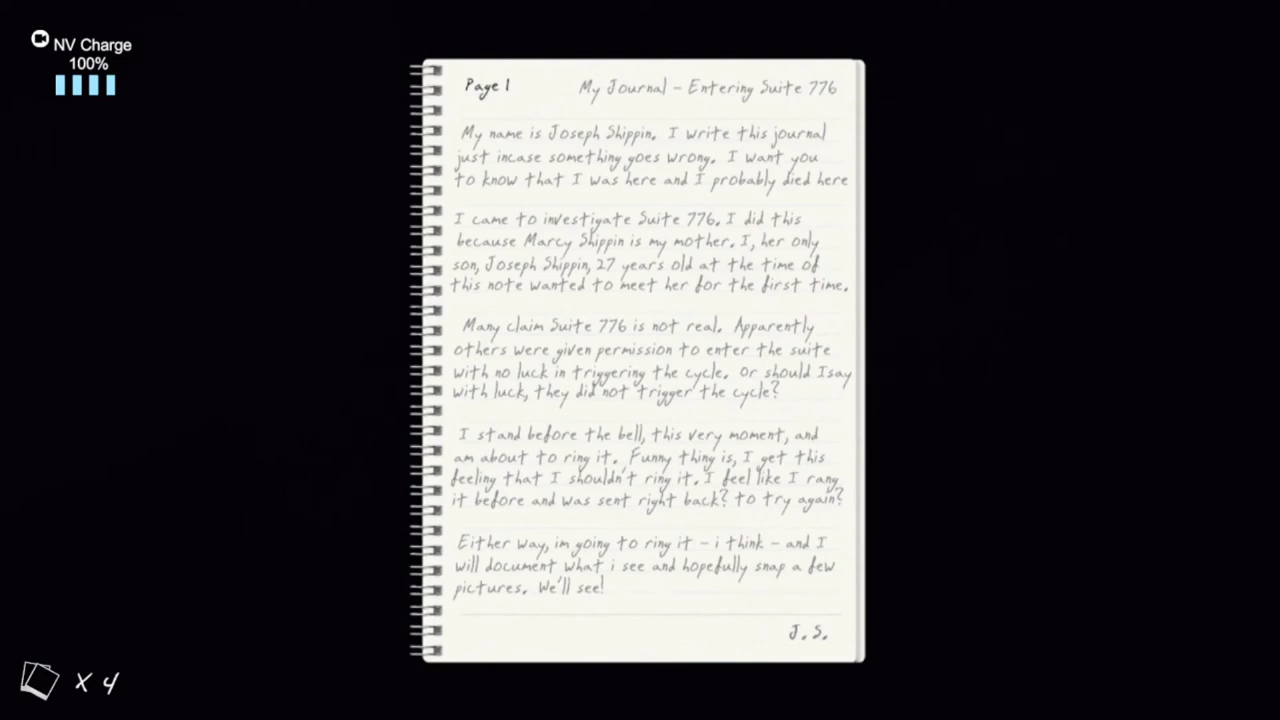 NV Charge
100%
Page 1
My Journal - Entering Suite 776
My name is Joseph Shippin. I write this journal
just incase something goes wrong. I want you
to know that I was here and I probably died here
I came to investigate Suite 776. I did this
because Marcy Shippin is my mother. I, her only
son, Joseph Shippin, 27 years old at the time of
this note wanted to meet her for the first time.
Many claim Suite 776 is not real. Apparently
others were given permission to enter the suite
with no luck in triggering the cycle. Or should I say
with luck, they did not trigger the cycle?
I stand before the bell, this very moment, and
am about to ring it. Funny thing is, I get this
feeling that I shouldn't ring it. I feel like I rang
it before and was sent right back? to try again?
Either way, im going to ring it - i think - and I
will document what i see and hopefully snap a few
pictures. We'll see!
J.S.
X 4